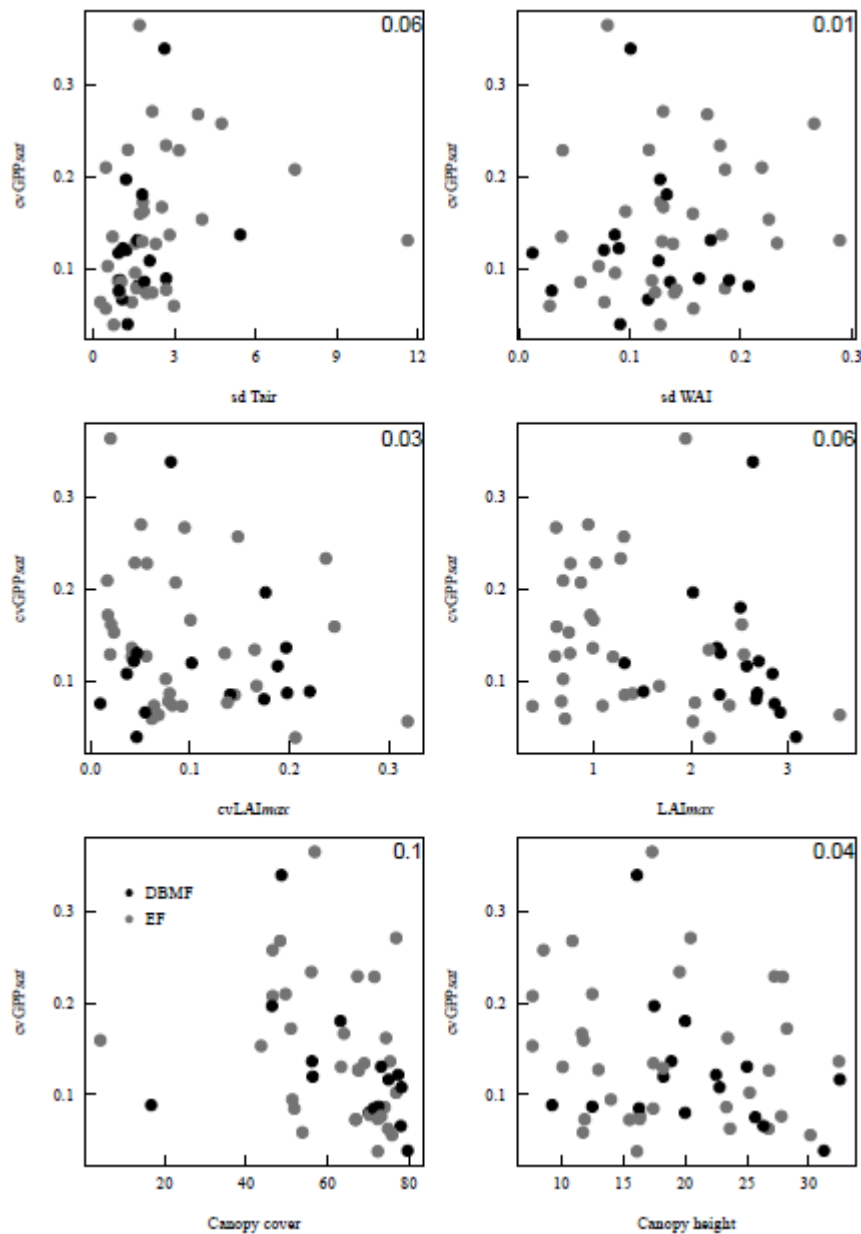 0.06
0.01
cvGPPsat
0.3
0.2
0.1
cvGPPsat
0.3
0.2
0.1
0 3 6 9 12
0.0 0.1 0.2 0.3
sd Tair
sd WAI
0.03
0.06
cvGPPsat
0.3
0.2
0.1
cvGPPsat
0.3
0.2
0.1
0.0 0.1 0.2 0.3
1 2 3
cvLAImax
LAImax
0.1
0.04
DBMF
EF
cvGPPsat
0.3
0.2
0.1
cvGPPsat
0.3
0.2
0.1
20 40 60 80
10 15 20 25 30
Canopy cover
Canopy height